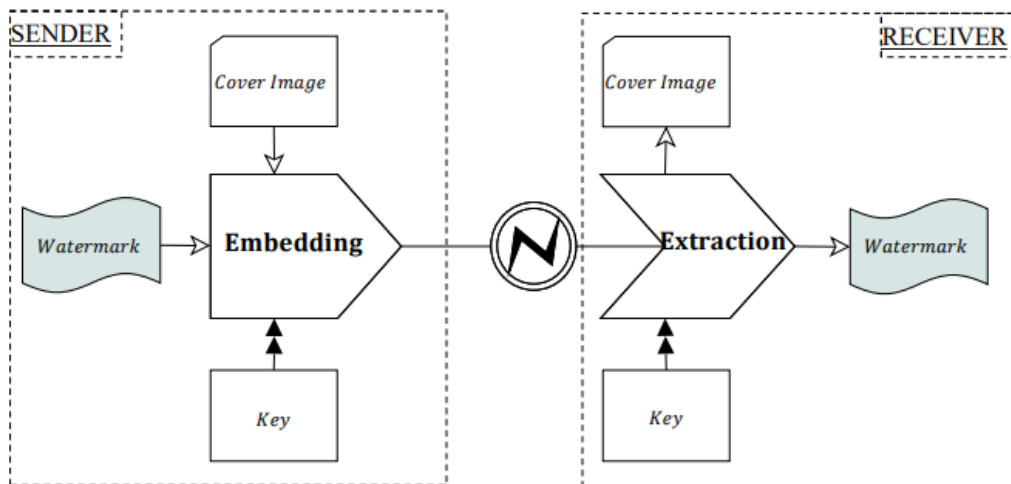 SENDER
RECEIVER
Cover Image
Cover Image
Watermark
Embedding
Extraction
Watermark
Key
Key